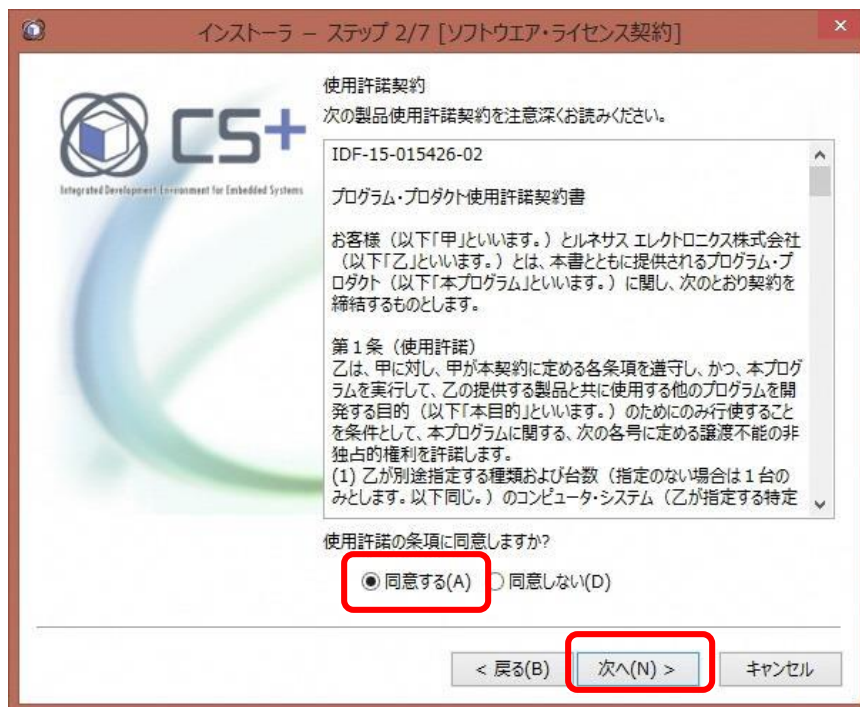 インストーラ － ステップ 2/7 [ソフトウエア・ライセンス契約]
CS+
Integrated Development Environment for Embedded Systems
使用許諾契約
次の製品使用許諾契約を注意深くお読みください。
IDF-15-015426-02
プログラム・プロダクト使用許諾契約書
お客様（以下「甲」といいます。）とルネサス エレクトロニクス株式会社
（以下「乙」といいます。）とは、本書とともに提供されるプログラム・プ
ロダクト（以下「本プログラム」といいます。）に関し、次のとおり契約を
締結するものとします。
第１条（使用許諾）
乙は、甲に対し、甲が本契約に定める各条項を遵守し、かつ、本プログ
ラムを実行して、乙の提供する製品と共に使用する他のプログラムを開
発する目的（以下「本目的」といいます。）のためにのみ行使すること
を条件として、本プログラムに関する、次の各号に定める譲渡不能の非
独占的権利を許諾します。
(1) 乙が別途指定する種類および台数（指定のない場合は１台の
みとします。以下同じ。）のコンピュータ・システム（乙が指定する特定
使用許諾の条項に同意しますか?
同意する(A) 同意しない(D)
< 戻る(B) 次へ(N) > キャンセル